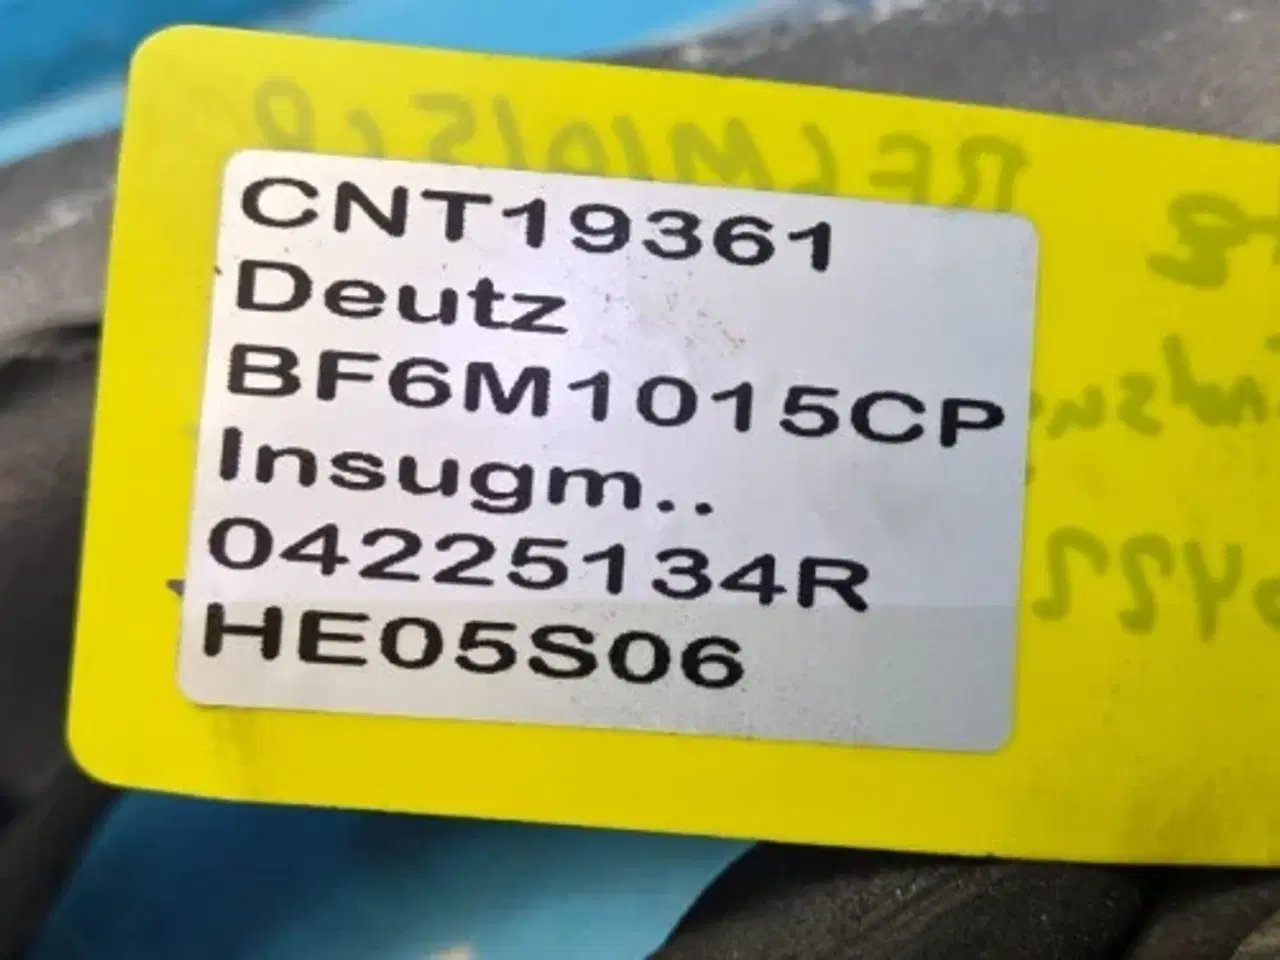 CNT19361
Deutz
BF6M1015CP
Insugm..
04225134R
HE05S06